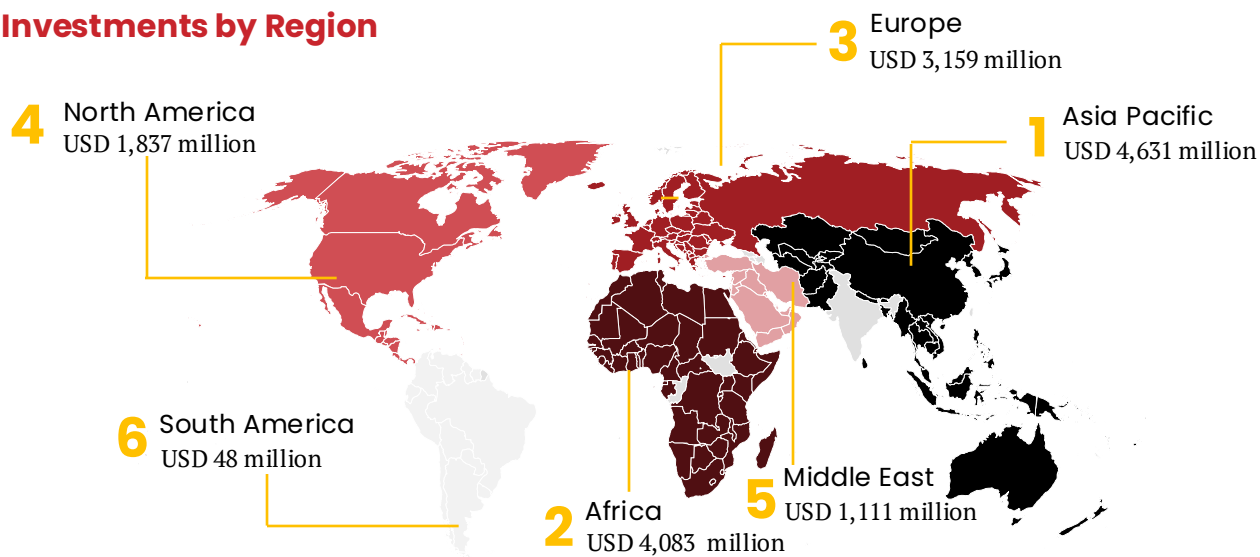 Investments by Region
3
Europe
USD 3,159 million
4
North America
USD 1,837 million
1
Asia Pacific
USD 4,631 million
6
South America
USD 48 million
2
Africa
USD 4,083 million
5
Middle East
USD 1,111 million